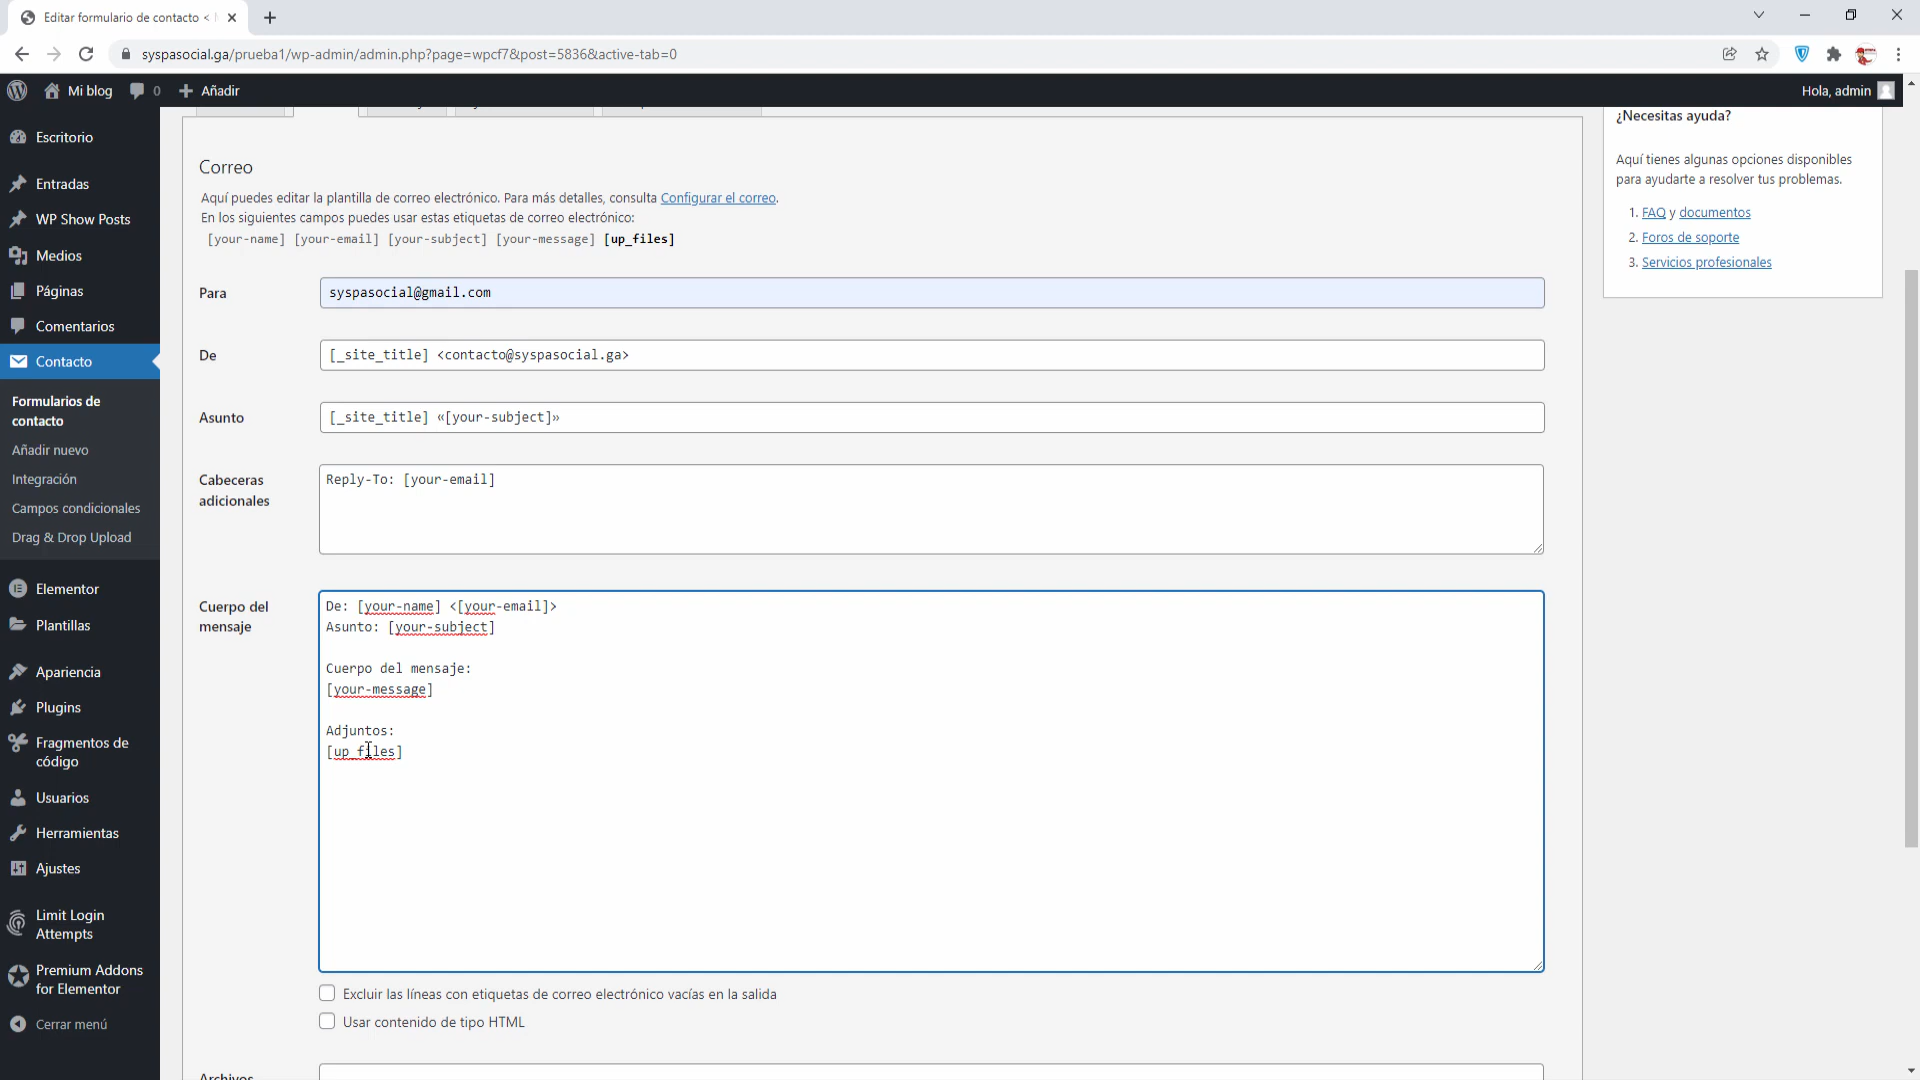 Editar formulario de contacto <
syspasocial.ga/prueba1/wp-admin/admin.php?page=wpcf7&post=5836&active-tab=0
Mi blog
0
Añadir
Hola, admin
Escritorio
Entradas
WP Show Posts
Medios
Páginas
Comentarios
Contacto
Formularios de
contacto
Añadir nuevo
Integración
Campos condicionales
Drag & Drop Upload
Elementor
Plantillas
Apariencia
Plugins
Fragmentos de
código
Usuarios
Herramientas
Ajustes
Limit Login
Attempts
Premium Addons
for Elementor
Cerrar menú
Correo
Aquí puedes editar la plantilla de correo electrónico. Para más detalles, consulta Configurar el correo.
En los siguientes campos puedes usar estas etiquetas de correo electrónico:
[your-name] [your-email] [your-subject] [your-message] [up_files]
Para
syspasocial@gmail.com
De
[_site_title] <contacto@syspasocial.ga>
Asunto
[_site_title] «[your-subject]»
Cabeceras
adicionales
Reply-To: [your-email]
Cuerpo del
mensaje
De: [your-name] <[your-email]>
Asunto: [your-subject]
Cuerpo del mensaje:
[your-message]
Adjuntos:
[up_files]
Excluir las líneas con etiquetas de correo electrónico vacías en la salida
Usar contenido de tipo HTML
Archivos
¿Necesitas ayuda?
Aquí tienes algunas opciones disponibles
para ayudarte a resolver tus problemas.
1. FAQ y documentos
2. Foros de soporte
3. Servicios profesionales